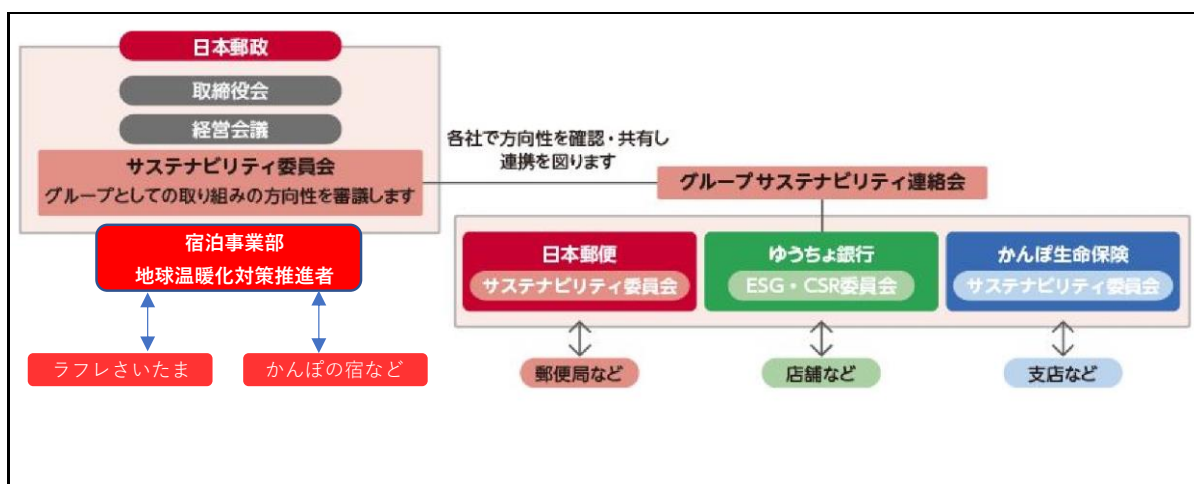 日本郵政
取締役会
経営会議
サステナビリティ委員会
グループとしての取り組みの方向性を審議します
各社で方向性を確認・共有し
連携を図ります
グループサステナビリティ連絡会
宿泊事業部
地球温暖化対策推進者
ラフレさいたま
かんぽの宿など
日本郵便
サステナビリティ委員会
ゆうちょ銀行
ESG・CSR委員会
かんぽ生命保険
サステナビリティ委員会
郵便局など
店舗など
支店など